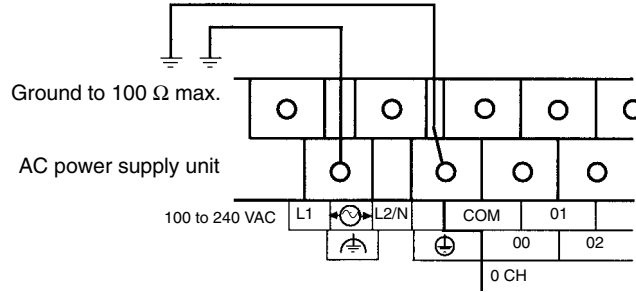 Ground to 100 Ω max.
AC power supply unit
100 to 240 VAC L1 L2/N COM 01
00 02
0 CH